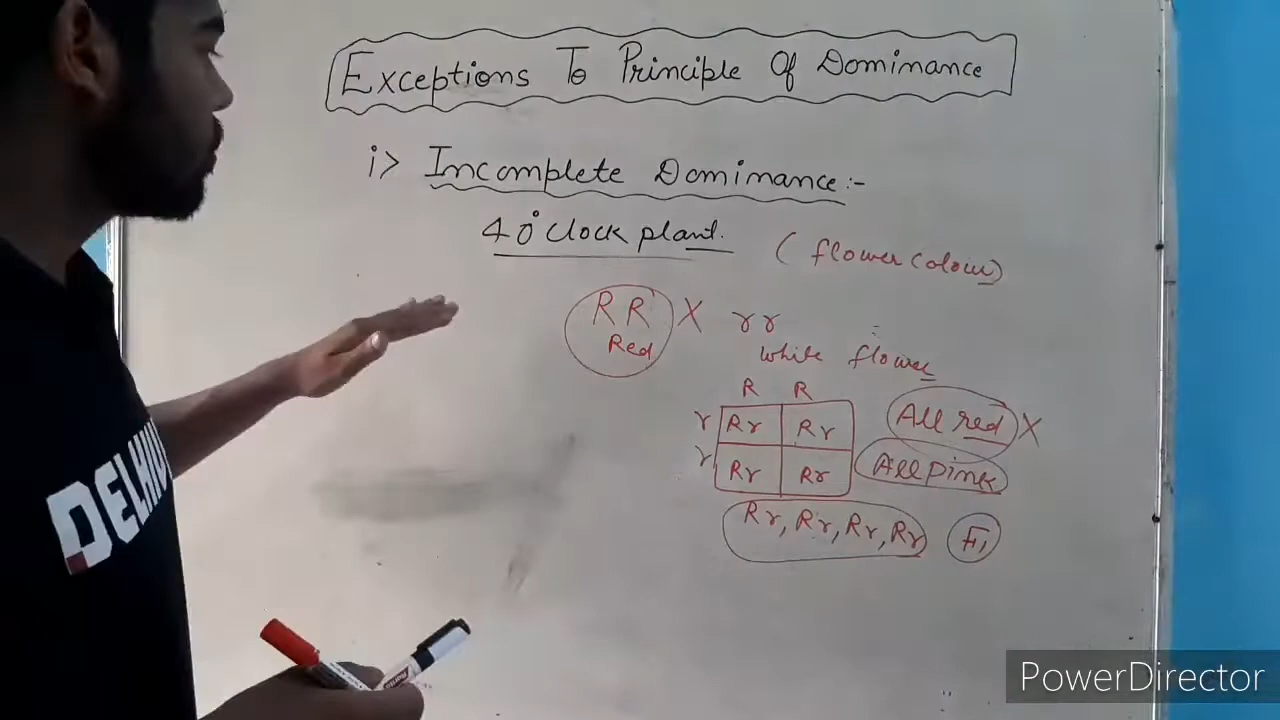 Exceptions To Principle Of Dominance
i> Incomplete Dominance:-
4 O'clock plant. (flower colour)
RR X rr
Red
white flower
R R
r Rr Rr
r Rr Rr
All red X
All pink
Rr, Rr, Rr, Rr F1
DELHIU
PowerDirector